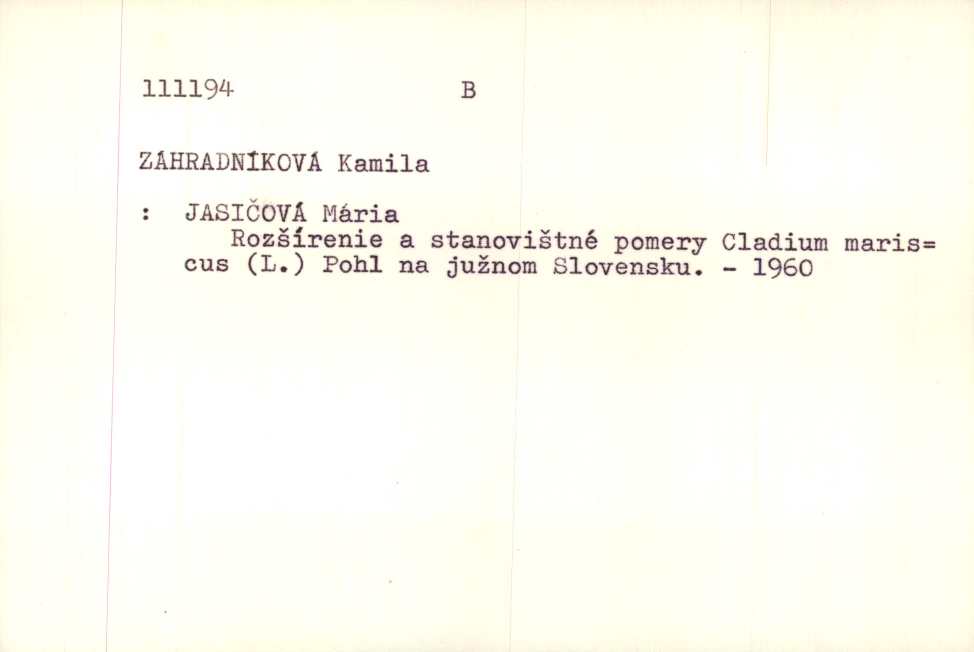 111194 B
ZÁHRADNÍKOVÁ Kamila
: JASIČOVÁ Mária
Rozšírenie a stanovištné pomery Cladium maris=
cus (L.) Pohl na južnom Slovensku. - 1960